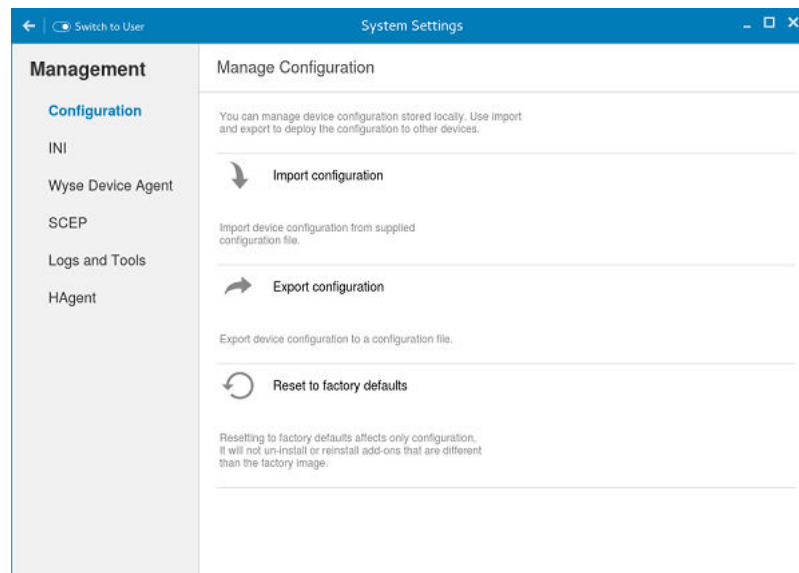 Switch to User
System Settings
Management
Configuration
INI
Wyse Device Agent
SCEP
Logs and Tools
HAgent
Manage Configuration
You can manage device configuration stored locally. Use import
and export to deploy the configuration to other devices.
Import configuration
Import device configuration from supplied
configuration file.
Export configuration
Export device configuration to a configuration file.
Reset to factory defaults
Resetting to factory defaults affects only configuration,
It will not un-install or reinstall add-ons that are different
than the factory image.